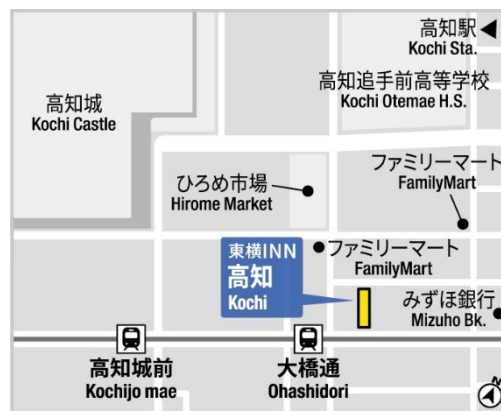 高知駅
Kochi Sta.
高知城
Kochi Castle
高知追手前高等学校
Kochi Otemae H.S.
ひろめ市場
Hirome Market
ファミリーマート
FamilyMart
東横INN
高知
Kochi
ファミリーマート
FamilyMart
みずほ銀行
Mizuho Bk.
高知城前
Kochijo mae
大橋通
Ohashidori
N